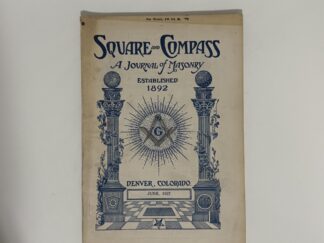 SQUARE AND COMPASS
A JOURNAL OF MASONRY
ESTABLISHED
1892
G
DENVER, COLORADO